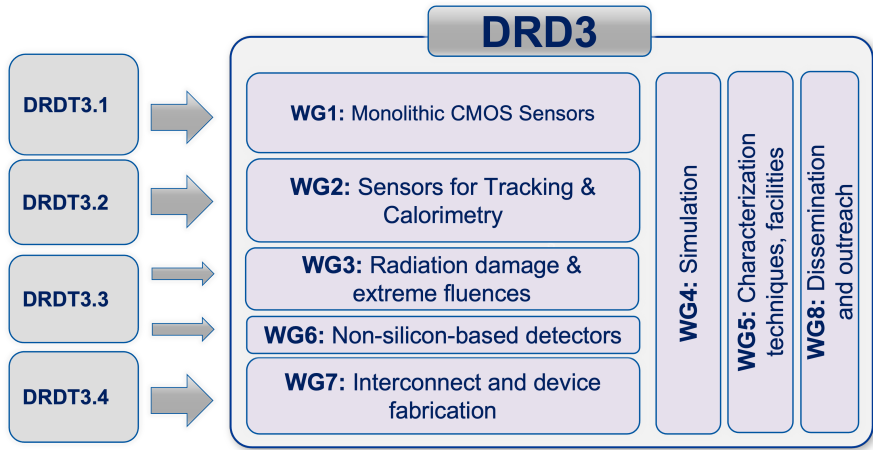 DRD3
DRDT3.1
DRDT3.2
DRDT3.3
DRDT3.4
WG1: Monolithic CMOS Sensors
WG2: Sensors for Tracking &
Calorimetry
WG3: Radiation damage &
extreme fluences
WG6: Non-silicon-based detectors
WG7: Interconnect and device
fabrication
WG4: Simulation
WG5: Characterization
techniques, facilities
WG8: Dissemination
and outreach